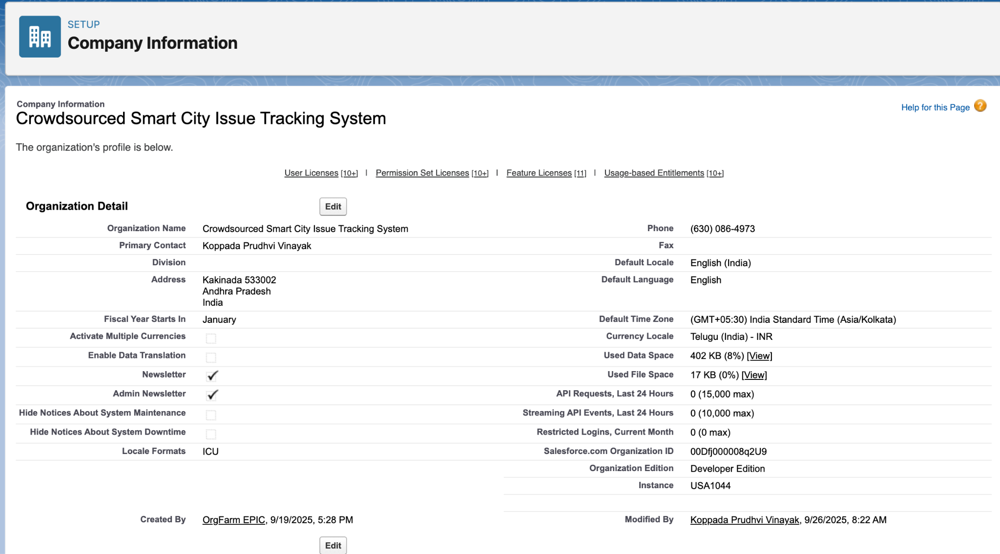 SETUP
Company Information
Company Information
Crowdsourced Smart City Issue Tracking System
Help for this Page ?
The organization's profile is below.
User Licenses [10+] | Permission Set Licenses [10+] | Feature Licenses [11] | Usage-based Entitlements [10+]
Organization Detail
Edit
Organization Name Crowdsourced Smart City Issue Tracking System
Phone (630) 086-4973
Primary Contact Koppada Prudhvi Vinayak
Fax
Division
Default Locale English (India)
Address Kakinada 533002
Andhra Pradesh
India
Default Language English
Fiscal Year Starts In January
Default Time Zone (GMT+05:30) India Standard Time (Asia/Kolkata)
Activate Multiple Currencies
Currency Locale Telugu (India) - INR
Enable Data Translation
Used Data Space 402 KB (8%) [View]
Newsletter
Used File Space 17 KB (0%) [View]
Admin Newsletter
API Requests, Last 24 Hours 0 (15,000 max)
Hide Notices About System Maintenance
Streaming API Events, Last 24 Hours 0 (10,000 max)
Hide Notices About System Downtime
Restricted Logins, Current Month 0 (0 max)
Locale Formats ICU
Salesforce.com Organization ID 00Dfj000008q2U9
Organization Edition Developer Edition
Instance USA1044
Created By OrgFarm EPIC, 9/19/2025, 5:28 PM
Modified By Koppada Prudhvi Vinayak, 9/26/2025, 8:22 AM
Edit